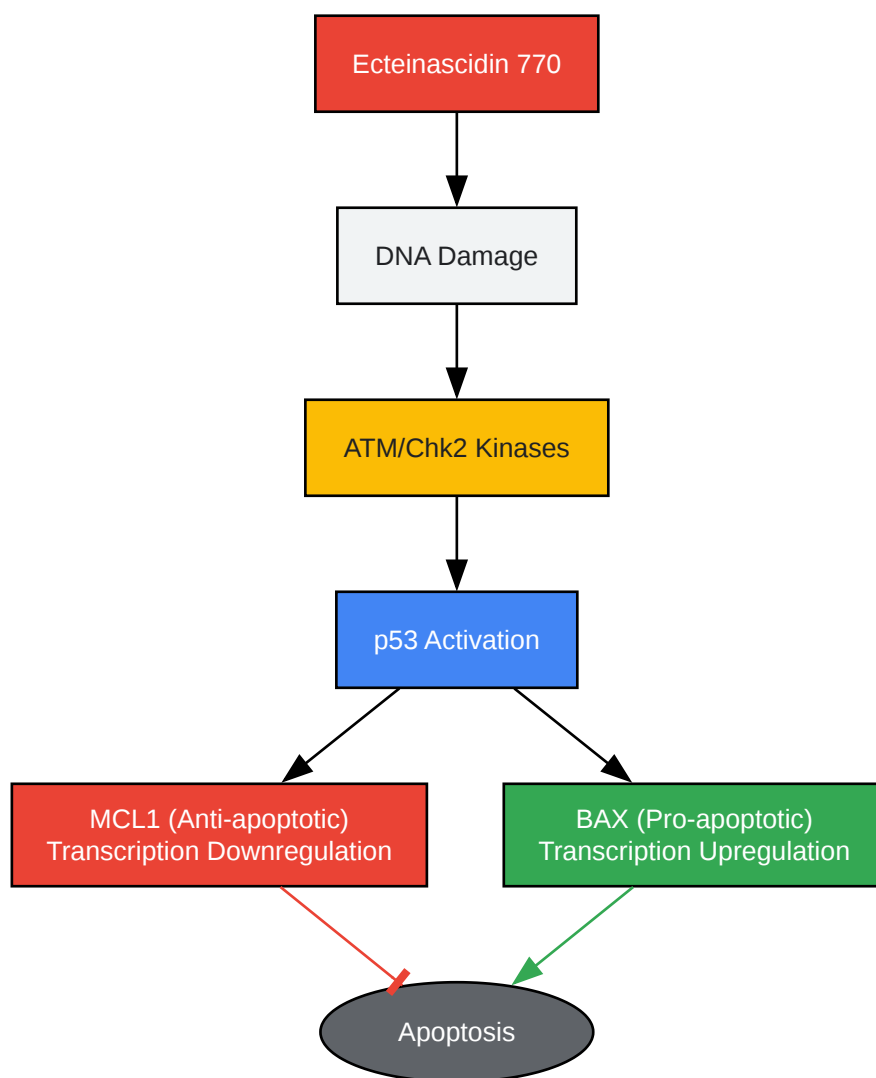 Ecteinascidin 770
DNA Damage
ATM/Chk2 Kinases
p53 Activation
MCL1 (Anti-apoptotic)
Transcription Downregulation
BAX (Pro-apoptotic)
Transcription Upregulation
Apoptosis